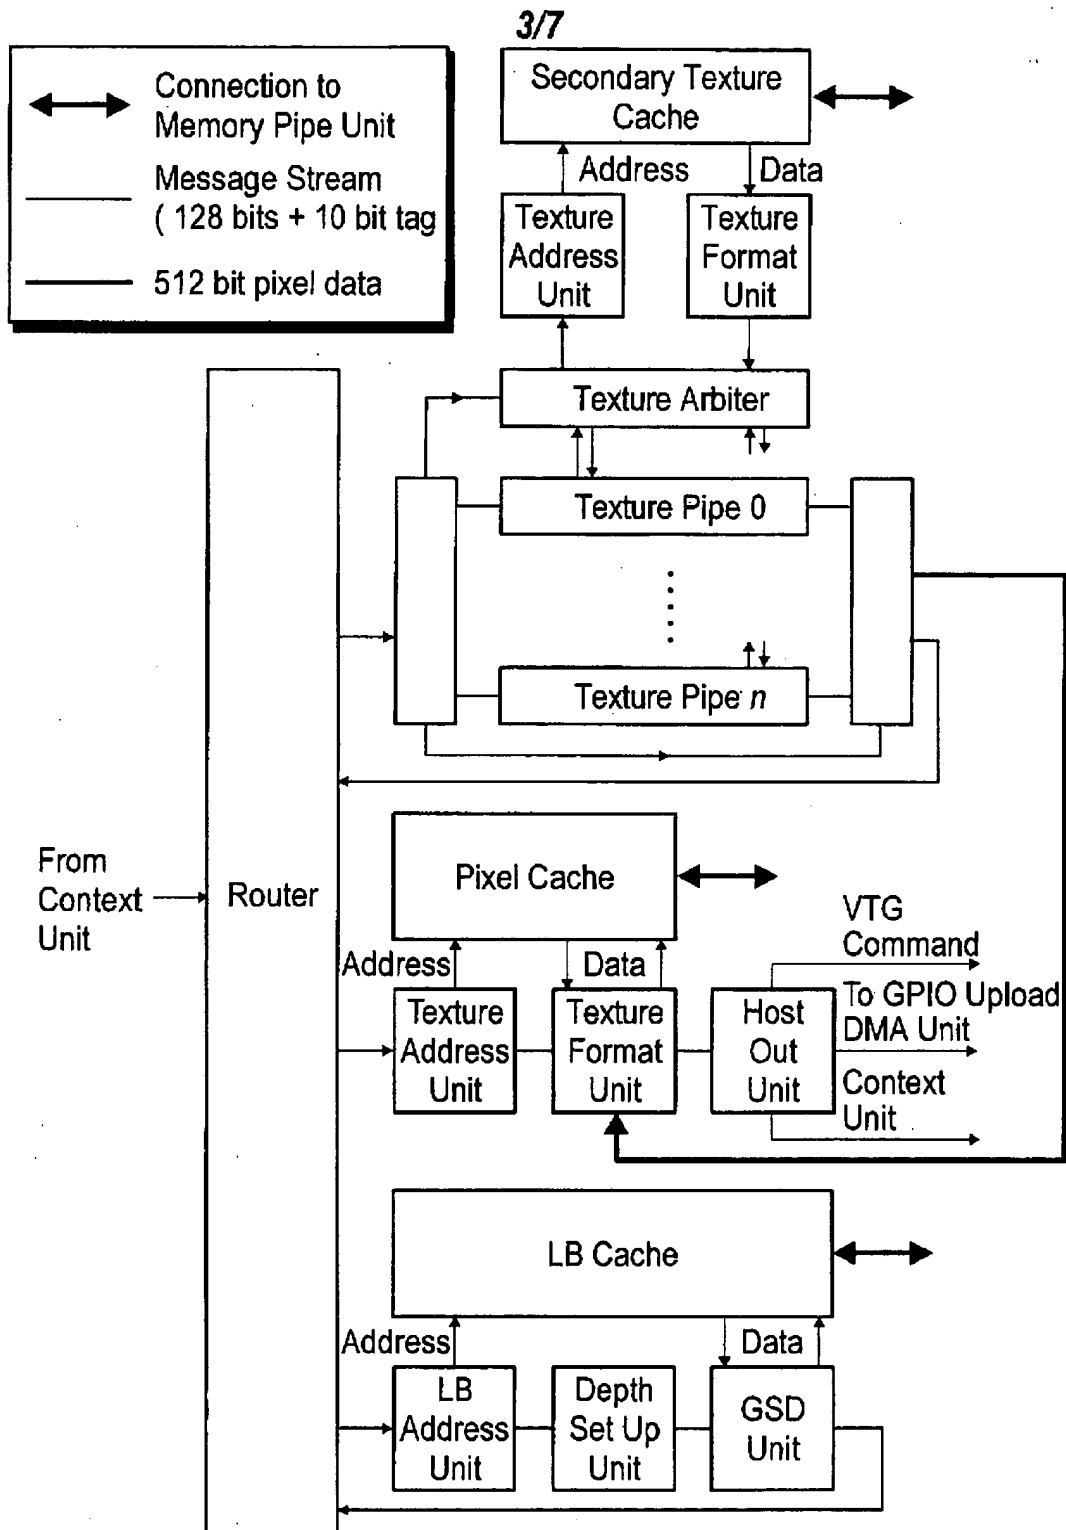 3/7
Connection to
Memory Pipe Unit
Message Stream
( 128 bits + 10 bit tag
512 bit pixel data
Secondary Texture
Cache
Address
Data
Texture
Address
Unit
Texture
Format
Unit
Texture Arbiter
Texture Pipe 0
Texture Pipe n
From
Context
Unit
Router
Pixel Cache
Address
Data
Texture
Address
Unit
Texture
Format
Unit
Host
Out
Unit
VTG
Command
To GPIO Upload
DMA Unit
Context
Unit
LB Cache
Address
Data
LB
Address
Unit
Depth
Set Up
Unit
GSD
Unit